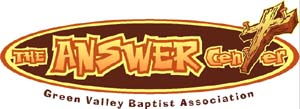 THE ANSWER Center
Green Valley Baptist Association